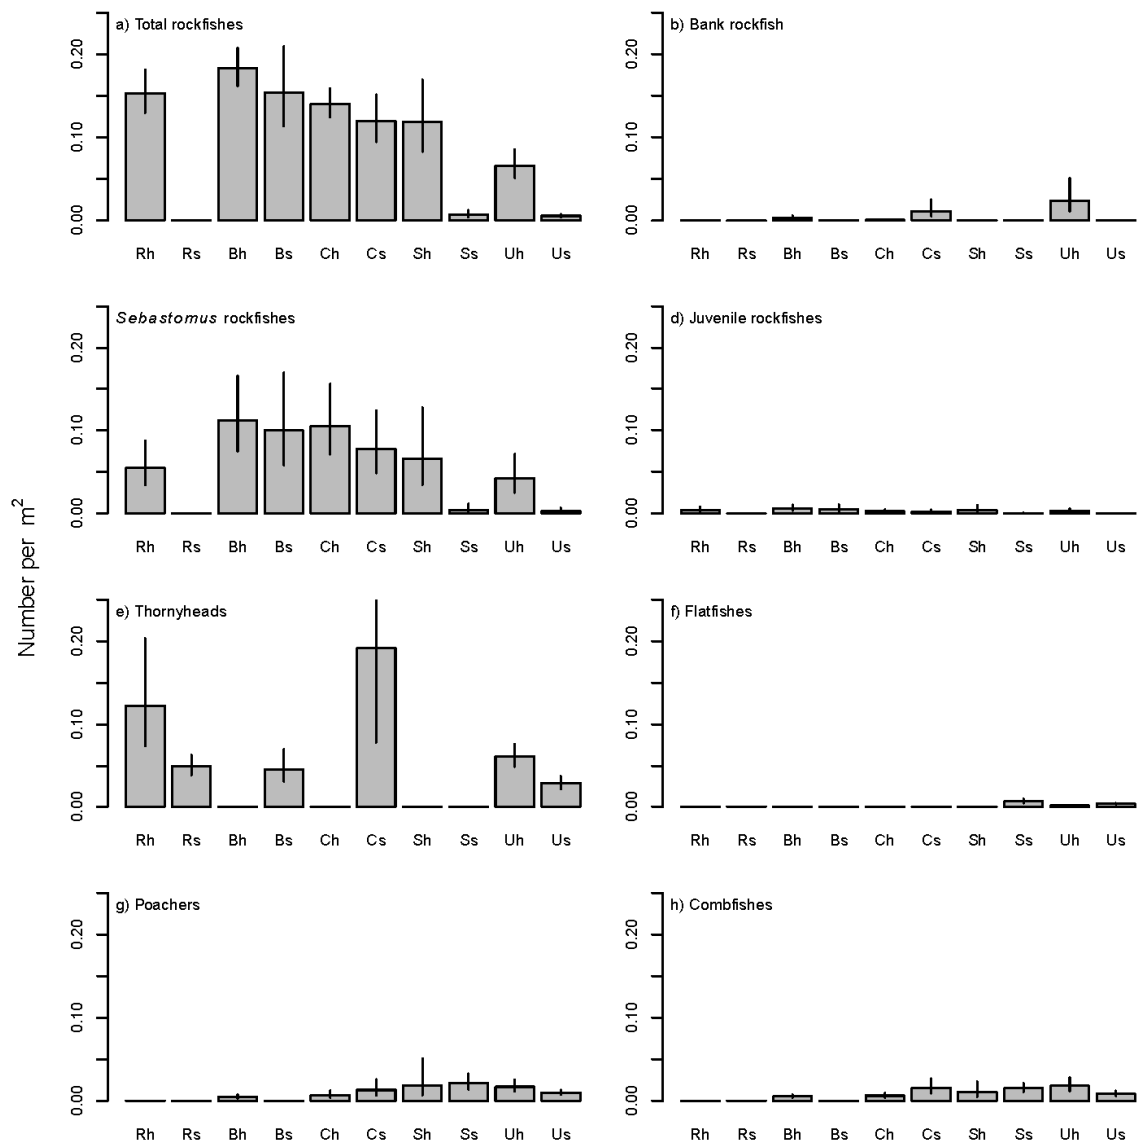 a) Total rockfishes
0.00 0.10 0.20
Rh Rs Bh Bs Ch Cs Sh Ss Uh Us
b) Bank rockfish
0.00 0.10 0.20
Rh Rs Bh Bs Ch Cs Sh Ss Uh Us
Sebastomus rockfishes
0.00 0.10 0.20
Rh Rs Bh Bs Ch Cs Sh Ss Uh Us
d) Juvenile rockfishes
0.00 0.10 0.20
Rh Rs Bh Bs Ch Cs Sh Ss Uh Us
Number per m²
e) Thornyheads
0.00 0.10 0.20
Rh Rs Bh Bs Ch Cs Sh Ss Uh Us
f) Flatfishes
0.00 0.10 0.20
Rh Rs Bh Bs Ch Cs Sh Ss Uh Us
g) Poachers
0.00 0.10 0.20
Rh Rs Bh Bs Ch Cs Sh Ss Uh Us
h) Combfishes
0.00 0.10 0.20
Rh Rs Bh Bs Ch Cs Sh Ss Uh Us